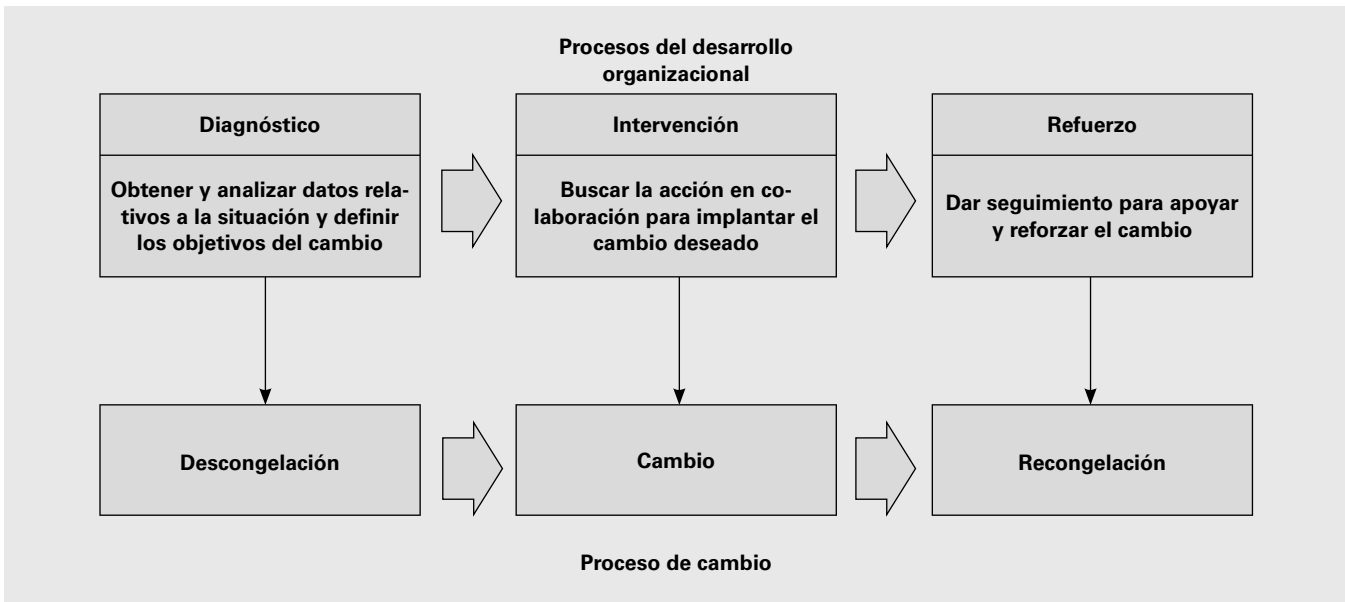 Procesos del desarrollo
organizacional
Diagnóstico
Obtener y analizar datos rela-
tivos a la situación y definir
los objetivos del cambio
Intervención
Buscar la acción en co-
laboración para implantar el
cambio deseado
Refuerzo
Dar seguimiento para apoyar
y reforzar el cambio
Descongelación
Cambio
Recongelación
Proceso de cambio